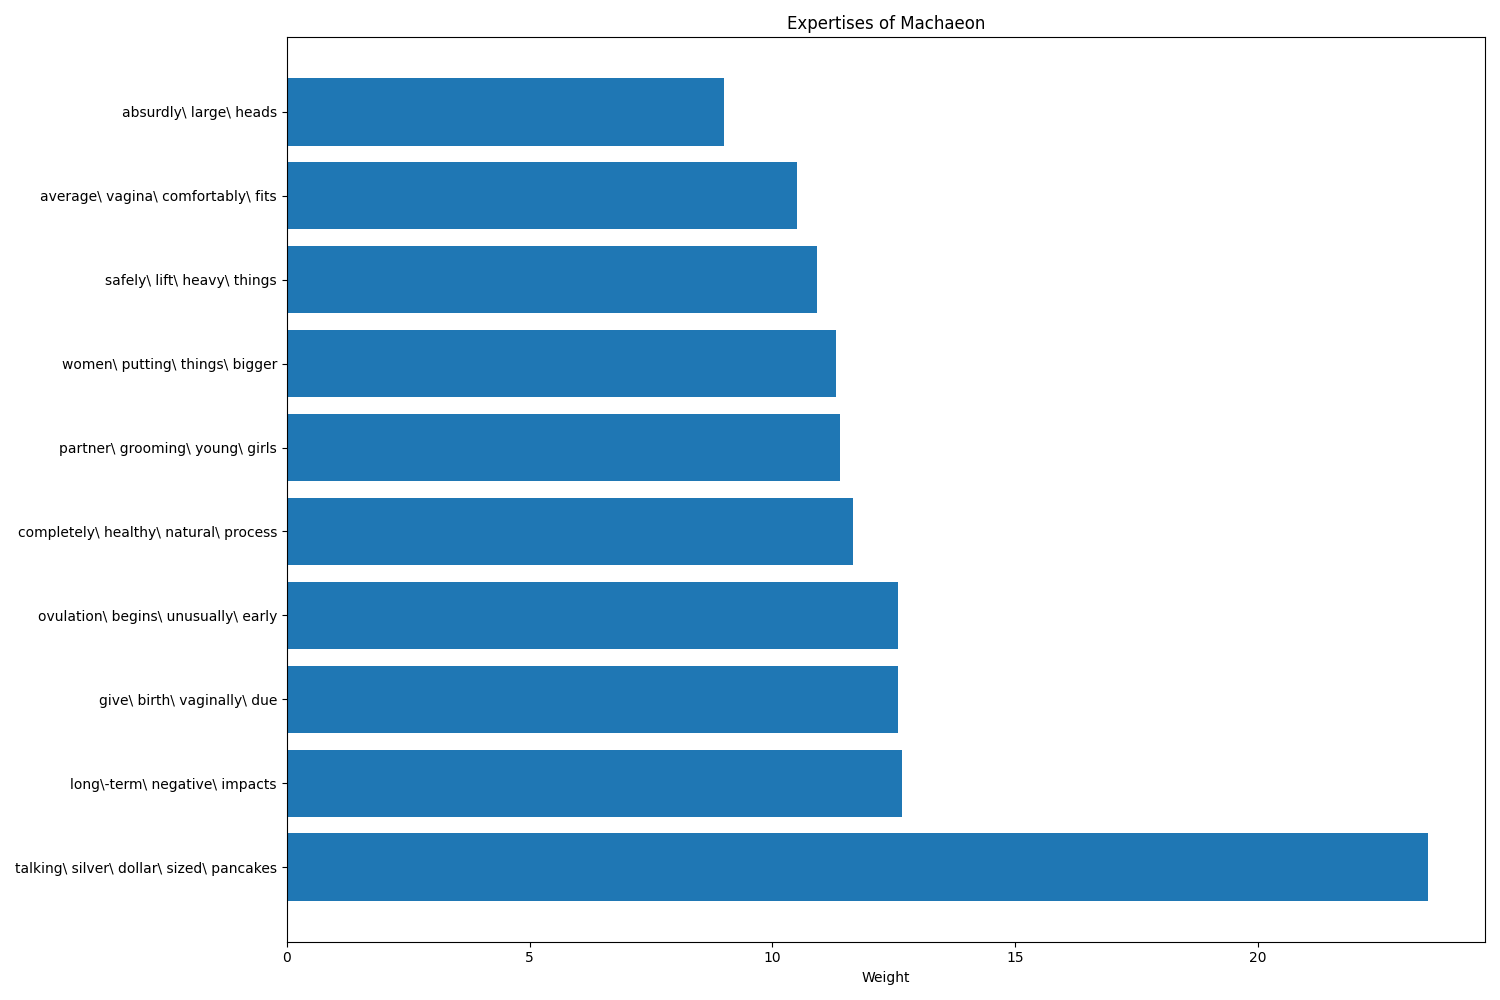 Expertises of Machaeon
absurdly\ large\ heads
average\ vagina\ comfortably\ fits
safely\ lift\ heavy\ things
women\ putting\ things\ bigger
partner\ grooming\ young\ girls
completely\ healthy\ natural\ process
ovulation\ begins\ unusually\ early
give\ birth\ vaginally\ due
long\-term\ negative\ impacts
talking\ silver\ dollar\ sized\ pancakes
0 5 10 15 20
Weight